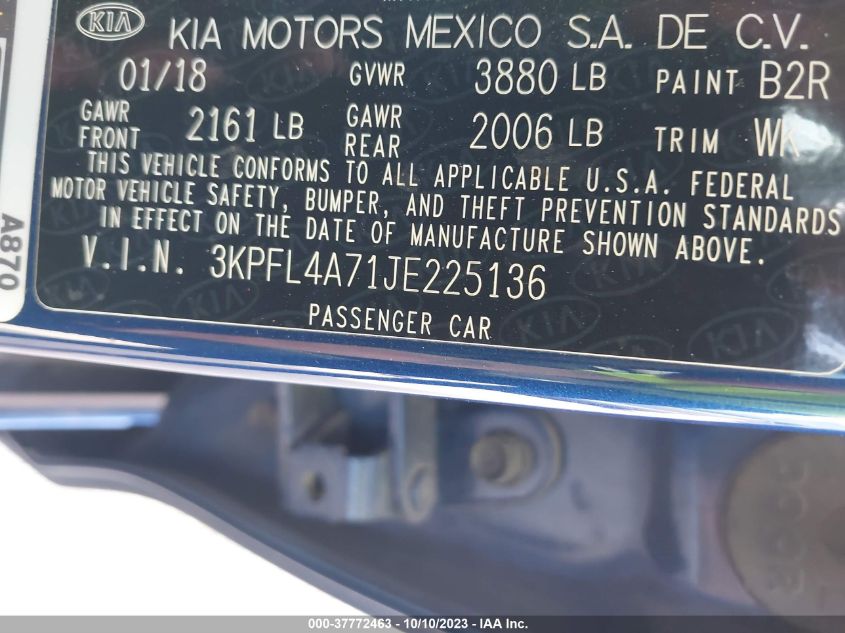 KIA KIA MOTORS MEXICO S.A. DE C.V.
01/18 GVWR 3880 LB PAINT B2R
GAWR FRONT 2161 LB GAWR REAR 2006 LB TRIM WK
THIS VEHICLE CONFORMS TO ALL APPLICABLE U.S.A. FEDERAL
MOTOR VEHICLE SAFETY, BUMPER, AND THEFT PREVENTION STANDARDS
IN EFFECT ON THE DATE OF MANUFACTURE SHOWN ABOVE.
V.I.N. 3KPFL4A71JE225136
PASSENGER CAR
A870
000-37772463 - 10/10/2023 - IAA Inc.